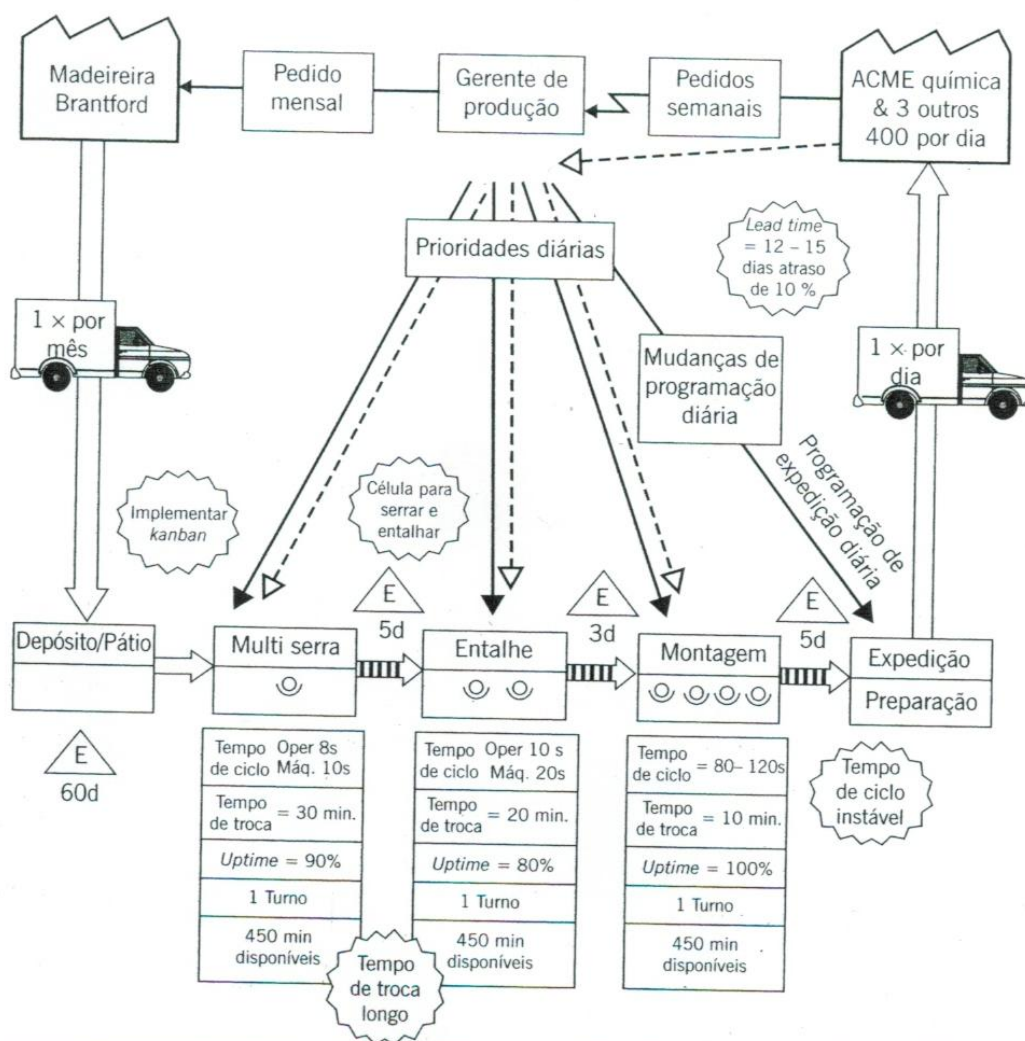 Madeireira
Brantford
Pedido
mensal
Gerente de
produção
Pedidos
semanais
ACME química
& 3 outros
400 por dia
Prioridades diárias
Lead time
= 12 – 15
dias atraso
de 10 %
1 × por
mês
Mudanças de
programação
diária
1 × por
dia
Programação de
expedição diária
Implementar
kanban
Célula para
serrar e
entalhar
E
5d
E
3d
E
5d
Depósito/Pátio
Multi serra
Entalhe
Montagem
Expedição
Preparação
E
60d
Tempo de ciclo Oper 8s
Máq. 10s
Tempo de troca = 30 min.
Uptime = 90%
1 Turno
450 min
disponíveis
Tempo de ciclo Oper 10 s
Máq. 20s
Tempo de troca = 20 min.
Uptime = 80%
1 Turno
450 min
disponíveis
Tempo de ciclo = 80– 120s
Tempo de troca = 10 min.
Uptime = 100%
1 Turno
450 min
disponíveis
Tempo
de ciclo
instável
Tempo
de troca
longo